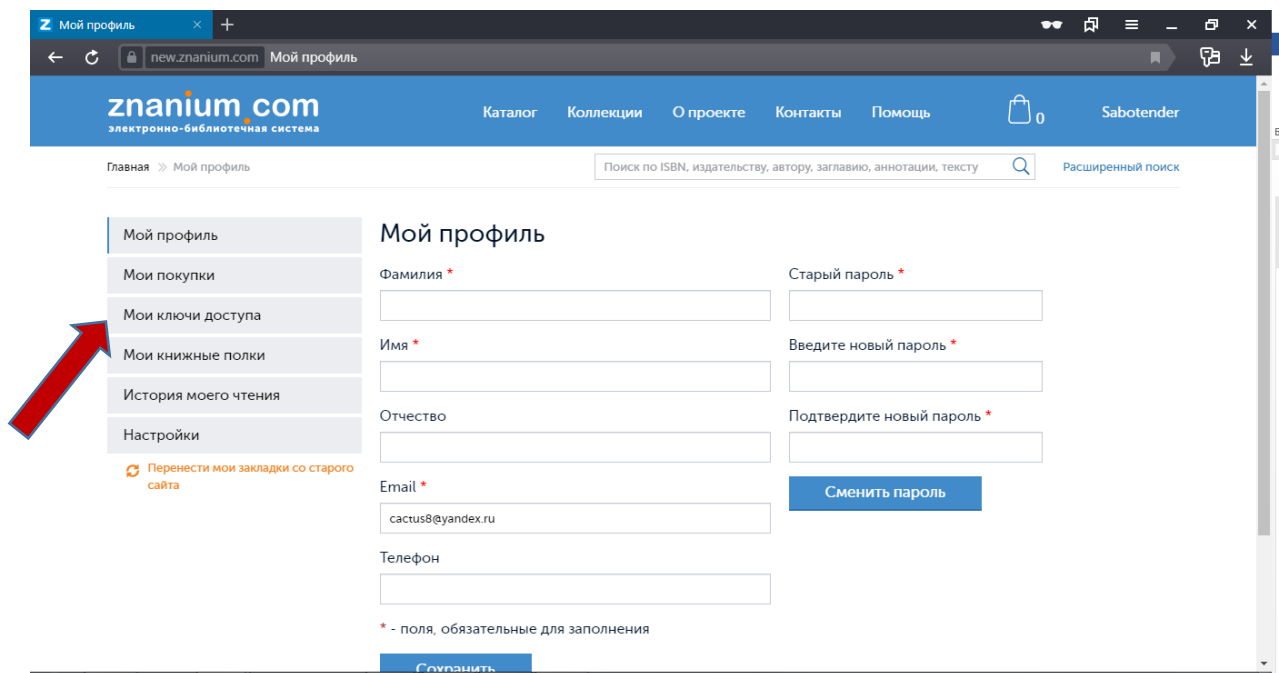 Z Мой профиль × +
new.znanium.com Мой профиль
znanium.com
электронно-библиотечная система
Каталог Коллекции О проекте Контакты Помощь 0 Sabotender
Главная » Мой профиль
Поиск по ISBN, издательству, автору, заглавию, аннотации, тексту
Расширенный поиск
Мой профиль
Мои покупки
Мои ключи доступа
Мои книжные полки
История моего чтения
Настройки
Перенести мои закладки со старого
сайта
Мой профиль
Фамилия *
Имя *
Отчество
Email *
cactus8@yandex.ru
Телефон
* - поля, обязательные для заполнения
Сохранить
Старый пароль *
Введите новый пароль *
Подтвердите новый пароль *
Сменить пароль